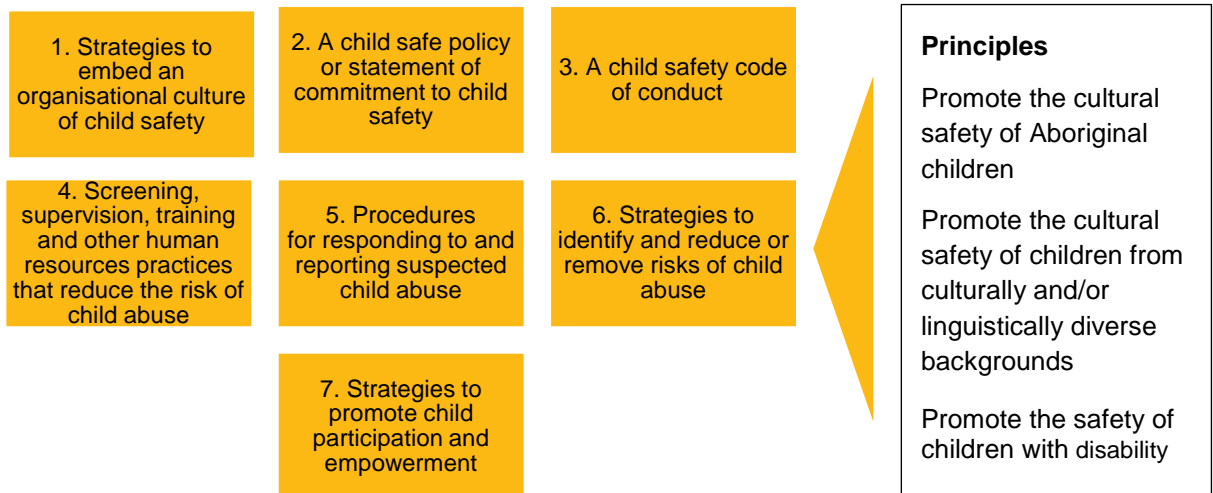 1. Strategies to
embed an
organisational culture
of child safety
2. A child safe policy
or statement of
commitment to child
safety
3. A child safety code
of conduct
4. Screening,
supervision, training
and other human
resources practices
that reduce the risk of
child abuse
5. Procedures
for responding to and
reporting suspected
child abuse
6. Strategies to
identify and reduce or
remove risks of child
abuse
7. Strategies to
promote child
participation and
empowerment
Principles
Promote the cultural
safety of Aboriginal
children
Promote the cultural
safety of children from
culturally and/or
linguistically diverse
backgrounds
Promote the safety of
children with disability